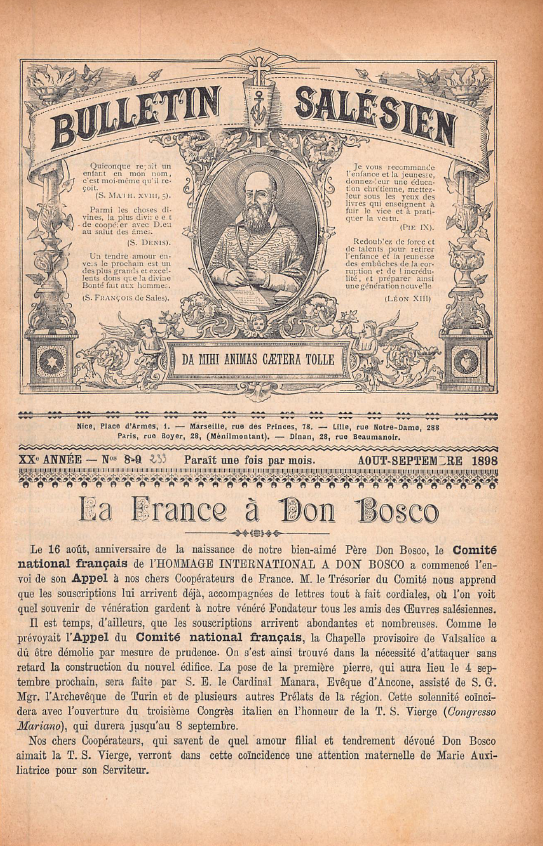 BULLETIN SALÉSIEN
Quiconque reçoit un
enfant en mon nom,
c'est moi-même qu'il re-
çoit.
(S. MATH. XVIII, 5).
Parmi les choses di-
vines, la plus divine est
de coopérer avec Dieu
au salut des âmes.
(S. DENIS).
Un tendre amour en-
vers le prochain est un
des plus grands et excel-
lents dons que la divine
Bonté fait aux hommes.
(S. FRANÇOIS de Sales).
Je vous recommande
l'enfance et la jeunesse,
donnez-leur une éduca-
tion chrétienne, mettez-
leur sous les yeux des
livres qui enseignent à
fuir le vice et à prati-
quer la vertu.
(PIE IX).
Redoublez de force et
de talents pour retirer
l'enfance et la jeunesse
des embûches de la cor-
ruption et de l'incrédu-
lité, et préparer ainsi
une génération nouvelle.
(LÉON XIII)
DA MIHI ANIMAS CÆTERA TOLLE
Nice, Place d'Armes, 1. — Marseille, rue des Princes, 78. — Lille, rue Notre-Dame, 288
Paris, rue Boyer, 28, (Ménilmontant). — Dinan, 28, rue Beaumanoir.
XXe ANNÉE — Nos 8-9 233 Paraît une fois par mois. AOUT-SEPTEMBRE 1898
La France à Don Bosco
Le 16 août, anniversaire de la naissance de notre bien-aimé Père Don Bosco, le Comité
national français de l'HOMMAGE INTERNATIONAL A DON BOSCO a commencé l'en-
voi de son Appel à nos chers Coopérateurs de France. M. le Trésorier du Comité nous apprend
que les souscriptions lui arrivent déjà, accompagnées de lettres tout à fait cordiales, où l'on voit
quel souvenir de vénération gardent à notre vénéré Fondateur tous les amis des Œuvres salésiennes.
Il est temps, d'ailleurs, que les souscriptions arrivent abondantes et nombreuses. Comme le
prévoyait l'Appel du Comité national français, la Chapelle provisoire de Valsalice a
dû être démolie par mesure de prudence. On s'est ainsi trouvé dans la nécessité d'attaquer sans
retard la construction du nouvel édifice. La pose de la première pierre, qui aura lieu le 4 sep-
tembre prochain, sera faite par S. E. le Cardinal Manara, Evêque d'Ancone, assisté de S. G.
Mgr. l'Archevêque de Turin et de plusieurs autres Prélats de la région. Cette solennité coïnci-
dera avec l'ouverture du troisième Congrès italien en l'honneur de la T. S. Vierge (Congresso
Mariano), qui durera jusqu'au 8 septembre.
Nos chers Coopérateurs, qui savent de quel amour filial et tendrement dévoué Don Bosco
aimait la T. S. Vierge, verront dans cette coïncidence une attention maternelle de Marie Auxi-
liatrice pour son Serviteur.